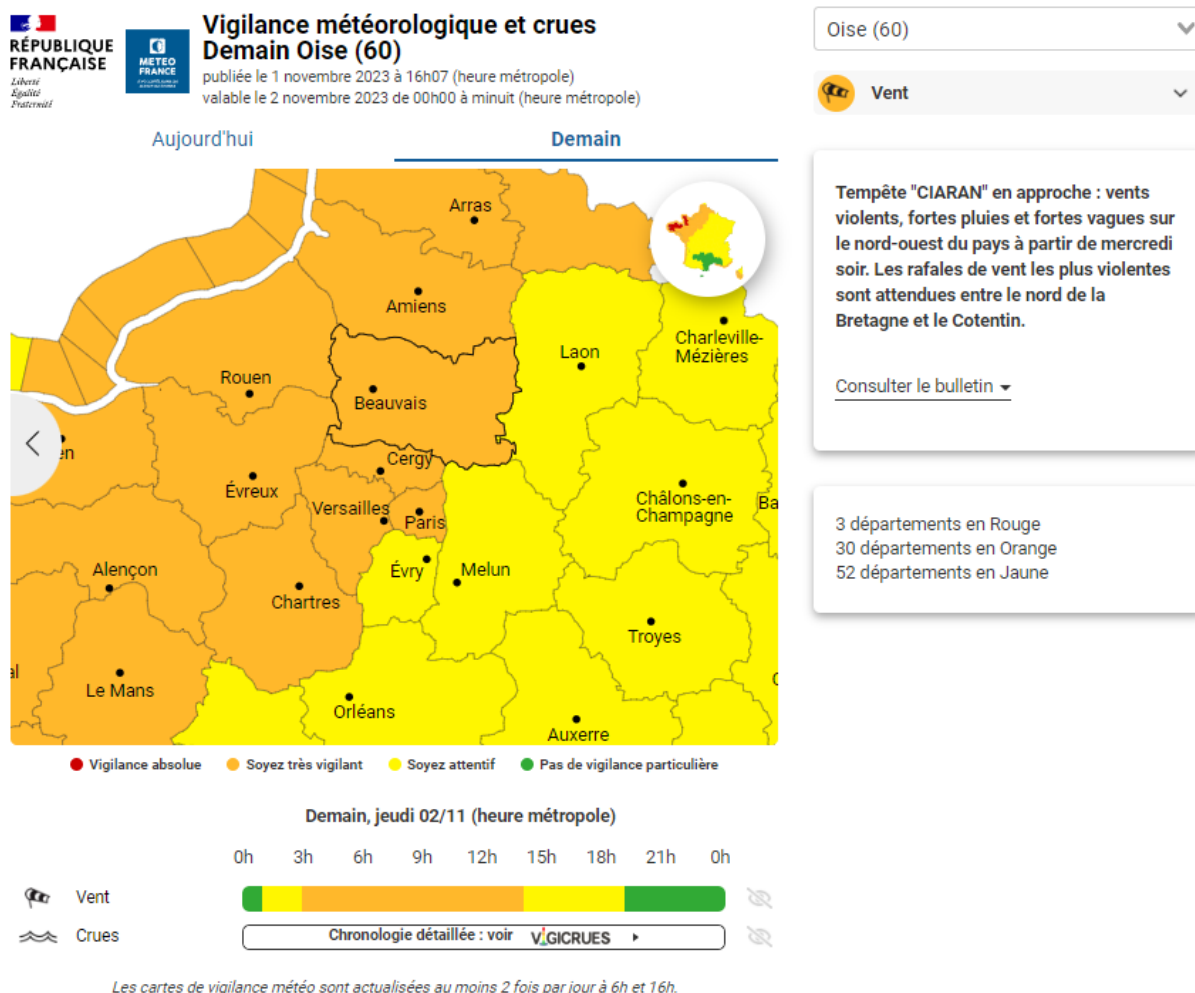 RÉPUBLIQUE
FRANÇAISE
Liberté
Égalité
Fraternité
METEO
FRANCE
Vigilance météorologique et crues
Demain Oise (60)
publiée le 1 novembre 2023 à 16h07 (heure métropole)
valable le 2 novembre 2023 de 00h00 à minuit (heure métropole)
Aujourd'hui
Demain
Arras
Amiens
Charleville-
Mézières
Laon
Rouen
Beauvais
en
Cergy
Évreux
Versailles
Paris
Châlons-en-
Champagne
Ba
Alençon
Évry
Melun
Chartres
Troyes
al
Le Mans
Orléans
Auxerre
Vigilance absolue
Soyez très vigilant
Soyez attentif
Pas de vigilance particulière
Demain, jeudi 02/11 (heure métropole)
0h 3h 6h 9h 12h 15h 18h 21h 0h
Vent
Crues
Chronologie détaillée : voir VIGICRUES
Les cartes de vigilance météo sont actualisées au moins 2 fois par jour à 6h et 16h.
Oise (60)
Vent
Tempête "CIARAN" en approche : vents
violents, fortes pluies et fortes vagues sur
le nord-ouest du pays à partir de mercredi
soir. Les rafales de vent les plus violentes
sont attendues entre le nord de la
Bretagne et le Cotentin.
Consulter le bulletin
3 départements en Rouge
30 départements en Orange
52 départements en Jaune